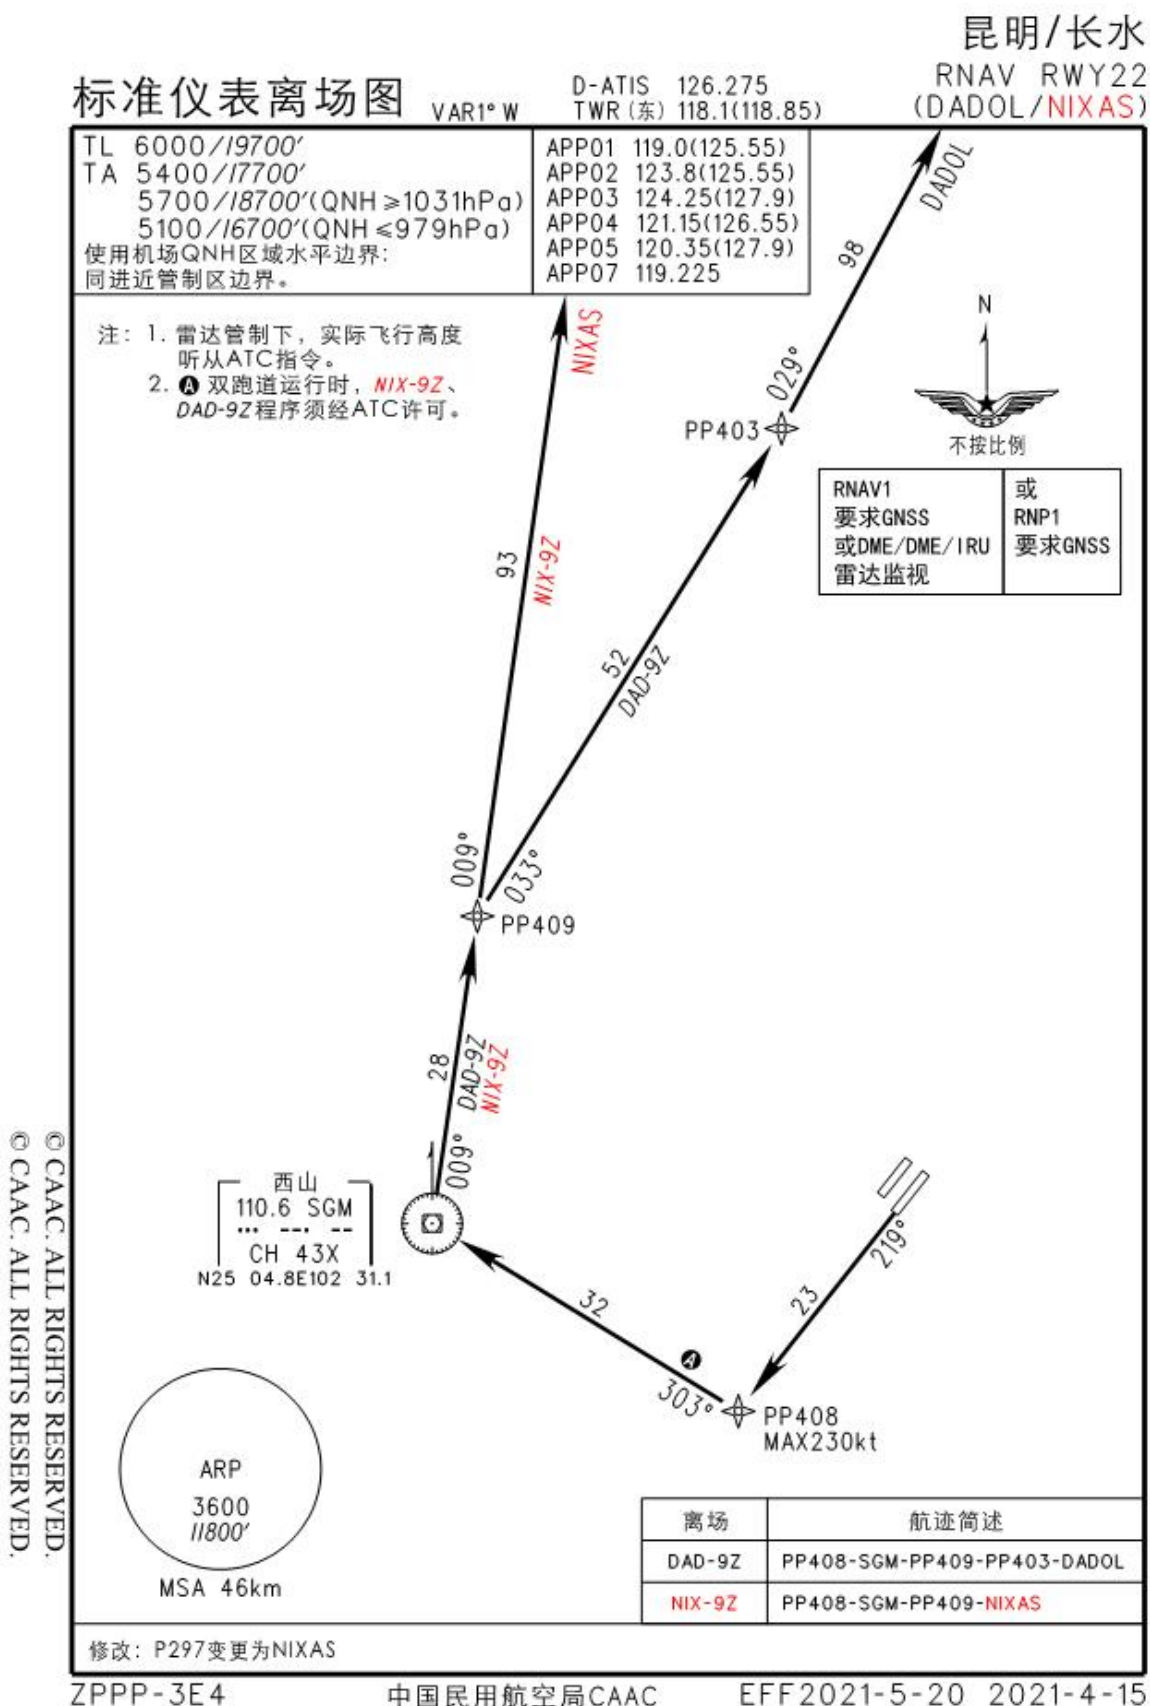 昆明/长水
标准仪表离场图
VAR1° W
D-ATIS 126.275
TWR(东) 118.1(118.85)
RNAV RWY22
(DADOL/NIXAS)
TL 6000/19700′
TA 5400/17700′
5700/18700′(QNH≥1031hPa)
5100/16700′(QNH≤979hPa)
使用机场QNH区域水平边界:
同进近管制区边界。
APP01 119.0(125.55)
APP02 123.8(125.55)
APP03 124.25(127.9)
APP04 121.15(126.55)
APP05 120.35(127.9)
APP07 119.225
注: 1. 雷达管制下, 实际飞行高度
听从ATC指令。
2. A 双跑道运行时, NIX-9Z、
DAD-9Z程序须经ATC许可。
NIXAS
DADOL
98
029°
PP403
N
不按比例
RNAV1
要求GNSS
或DME/DME/IRU
雷达监视
或
RNP1
要求GNSS
93
NIX-9Z
52
DAD-9Z
009°
033°
PP409
28
DAD-9Z
NIX-9Z
009°
西山
110.6 SGM
CH 43X
N25 04.8E102 31.1
219°
23
32
A
303°
PP408
MAX230kt
ARP
3600
11800′
MSA 46km
离场 航迹简述
DAD-9Z PP408-SGM-PP409-PP403-DADOL
NIX-9Z PP408-SGM-PP409-NIXAS
修改: P297变更为NIXAS
ZPPP-3E4 中国民用航空局CAAC EFF2021-5-20 2021-4-15
© CAAC. ALL RIGHTS RESERVED.
© CAAC. ALL RIGHTS RESERVED.